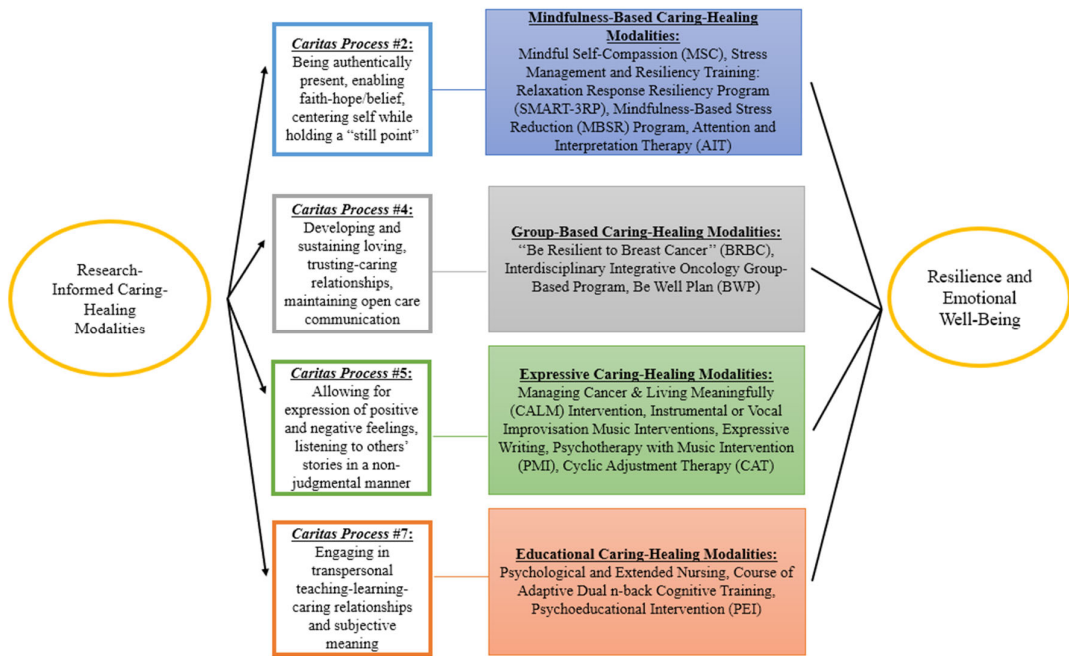 Research-
Informed Caring-
Healing
Modalities
Caritas Process #2:
Being authentically
present, enabling
faith-hope/belief,
centering self while
holding a “still point”
Mindfulness-Based Caring-Healing
Modalities:
Mindful Self-Compassion (MSC), Stress
Management and Resiliency Training:
Relaxation Response Resiliency Program
(SMART-3RP), Mindfulness-Based Stress
Reduction (MBSR) Program, Attention and
Interpretation Therapy (AIT)
Caritas Process #4:
Developing and
sustaining loving,
trusting-caring
relationships,
maintaining open care
communication
Group-Based Caring-Healing Modalities:
“Be Resilient to Breast Cancer” (BRBC),
Interdisciplinary Integrative Oncology Group-
Based Program, Be Well Plan (BWP)
Caritas Process #5:
Allowing for
expression of positive
and negative feelings,
listening to others’
stories in a non-
judgmental manner
Expressive Caring-Healing Modalities:
Managing Cancer & Living Meaningfully
(CALM) Intervention, Instrumental or Vocal
Improvisation Music Interventions, Expressive
Writing, Psychotherapy with Music Intervention
(PMI), Cyclic Adjustment Therapy (CAT)
Caritas Process #7:
Engaging in
transpersonal
teaching-learning-
caring relationships
and subjective
meaning
Educational Caring-Healing Modalities:
Psychological and Extended Nursing, Course of
Adaptive Dual n-back Cognitive Training,
Psychoeducational Intervention (PEI)
Resilience and
Emotional
Well-Being